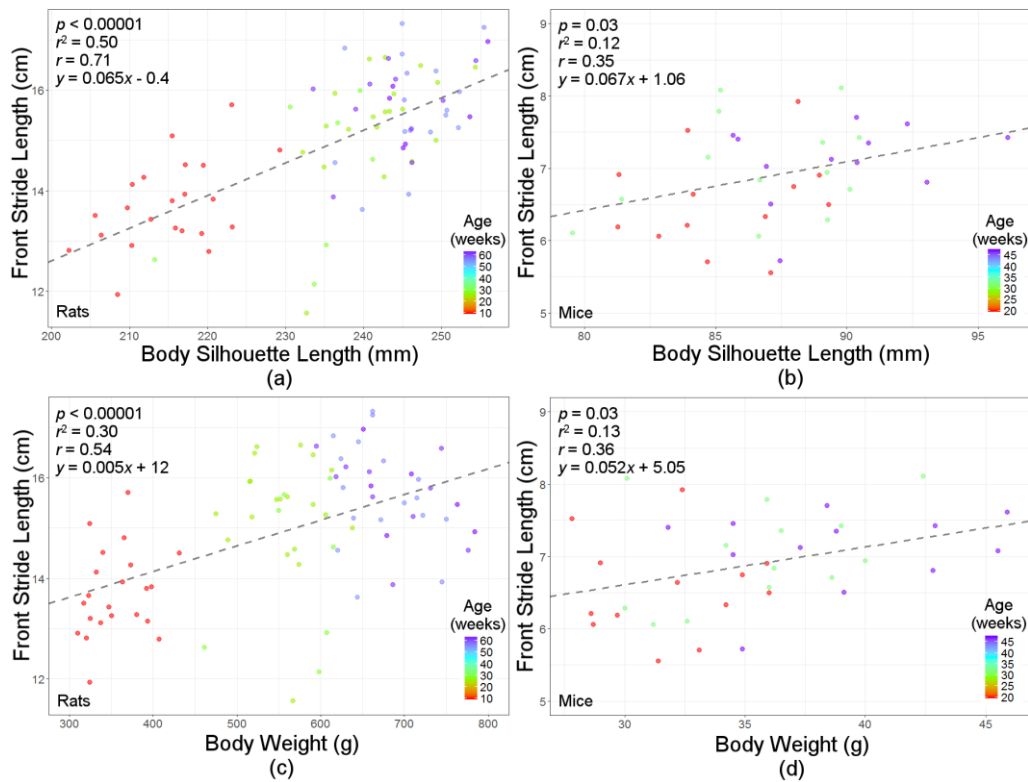 p < 0.00001
r² = 0.50
r = 0.71
y = 0.065x - 0.4
Front Stride Length (cm)
16
14
12
Age
(weeks)
60
50
40
30
20
10
Rats
200
210
220
230
240
250
Body Silhouette Length (mm)
(a)
p = 0.03
r² = 0.12
r = 0.35
y = 0.067x + 1.06
Front Stride Length (cm)
9
8
7
6
5
Age
(weeks)
45
40
35
30
25
20
Mice
80
85
90
95
Body Silhouette Length (mm)
(b)
p < 0.00001
r² = 0.30
r = 0.54
y = 0.005x + 12
Front Stride Length (cm)
16
14
12
Age
(weeks)
60
50
40
30
20
10
Rats
300
400
500
600
700
800
Body Weight (g)
(c)
p = 0.03
r² = 0.13
r = 0.36
y = 0.052x + 5.05
Front Stride Length (cm)
9
8
7
6
5
Age
(weeks)
45
40
35
30
25
20
Mice
30
35
40
45
Body Weight (g)
(d)